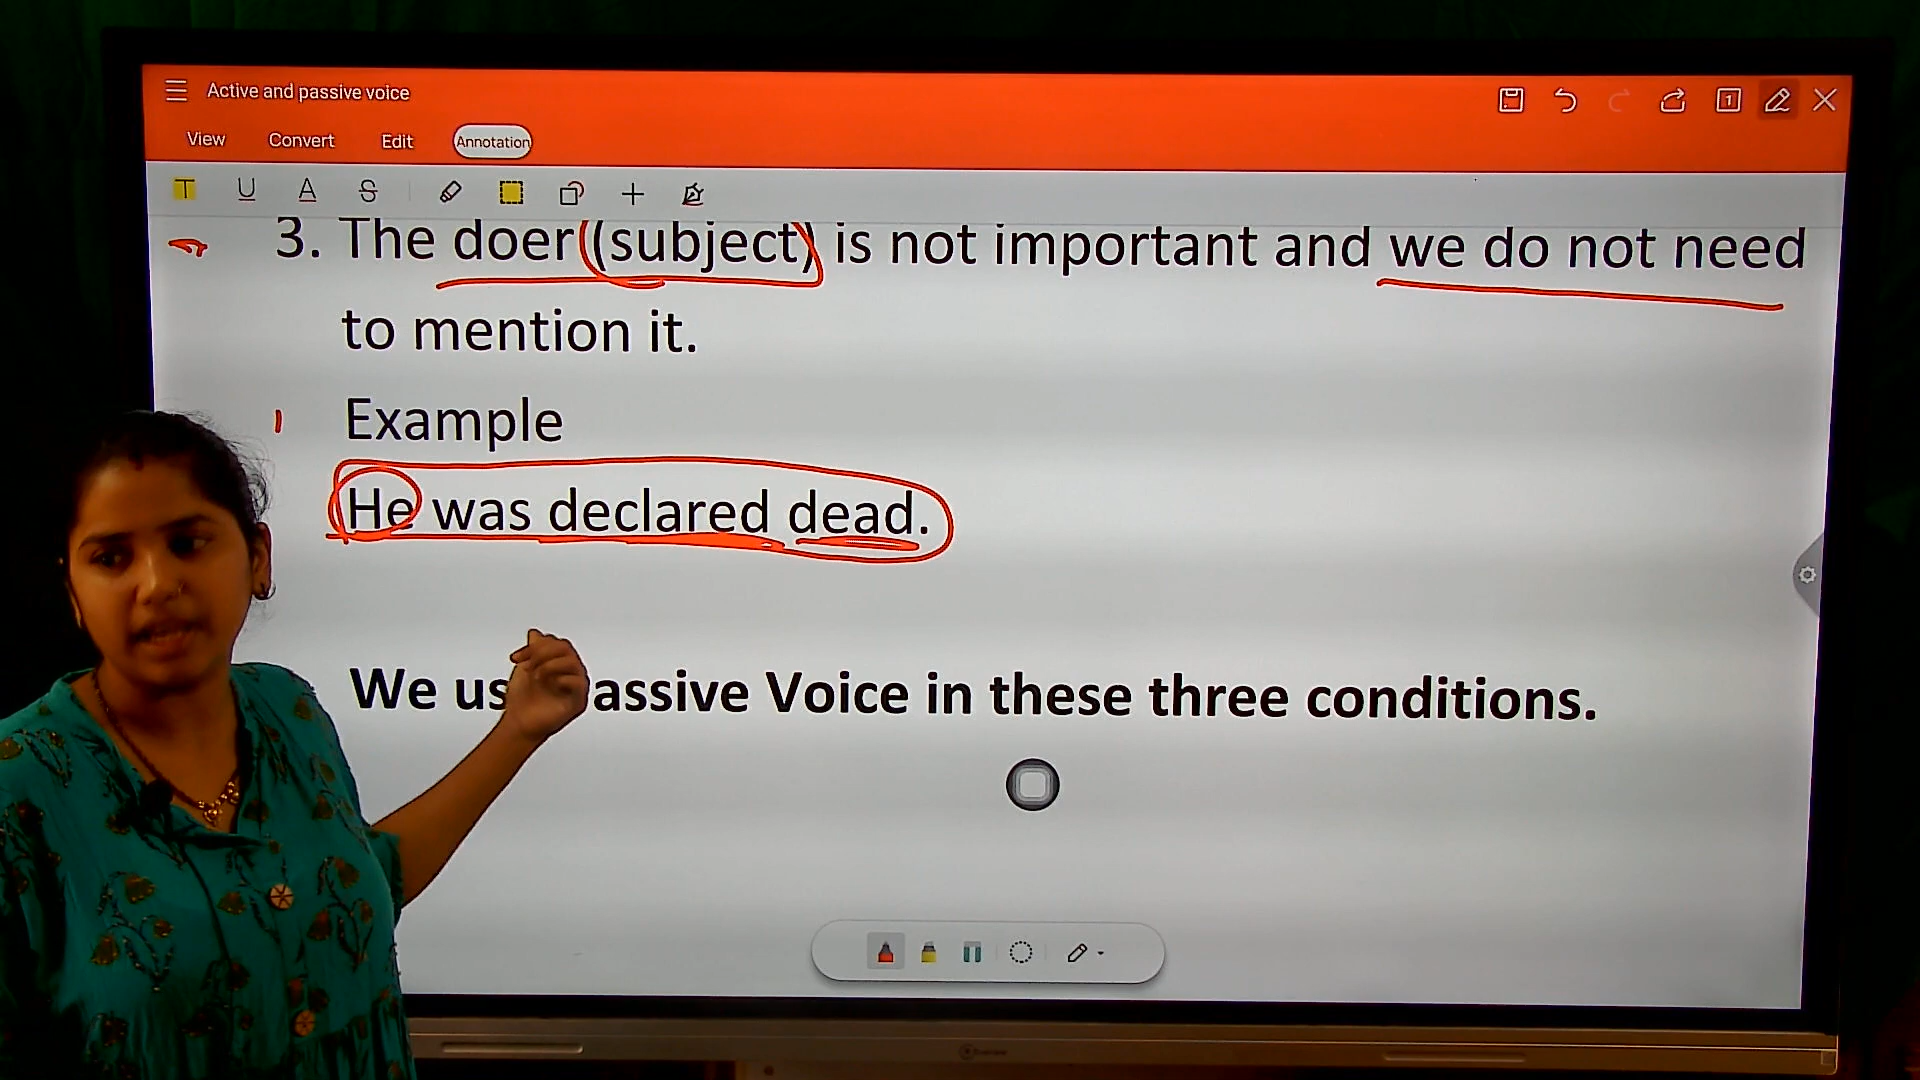 Active and passive voice
View Convert Edit Annotation
3. The doer (subject) is not important and we do not need
to mention it.
Example
He was declared dead.
We us assive Voice in these three conditions.